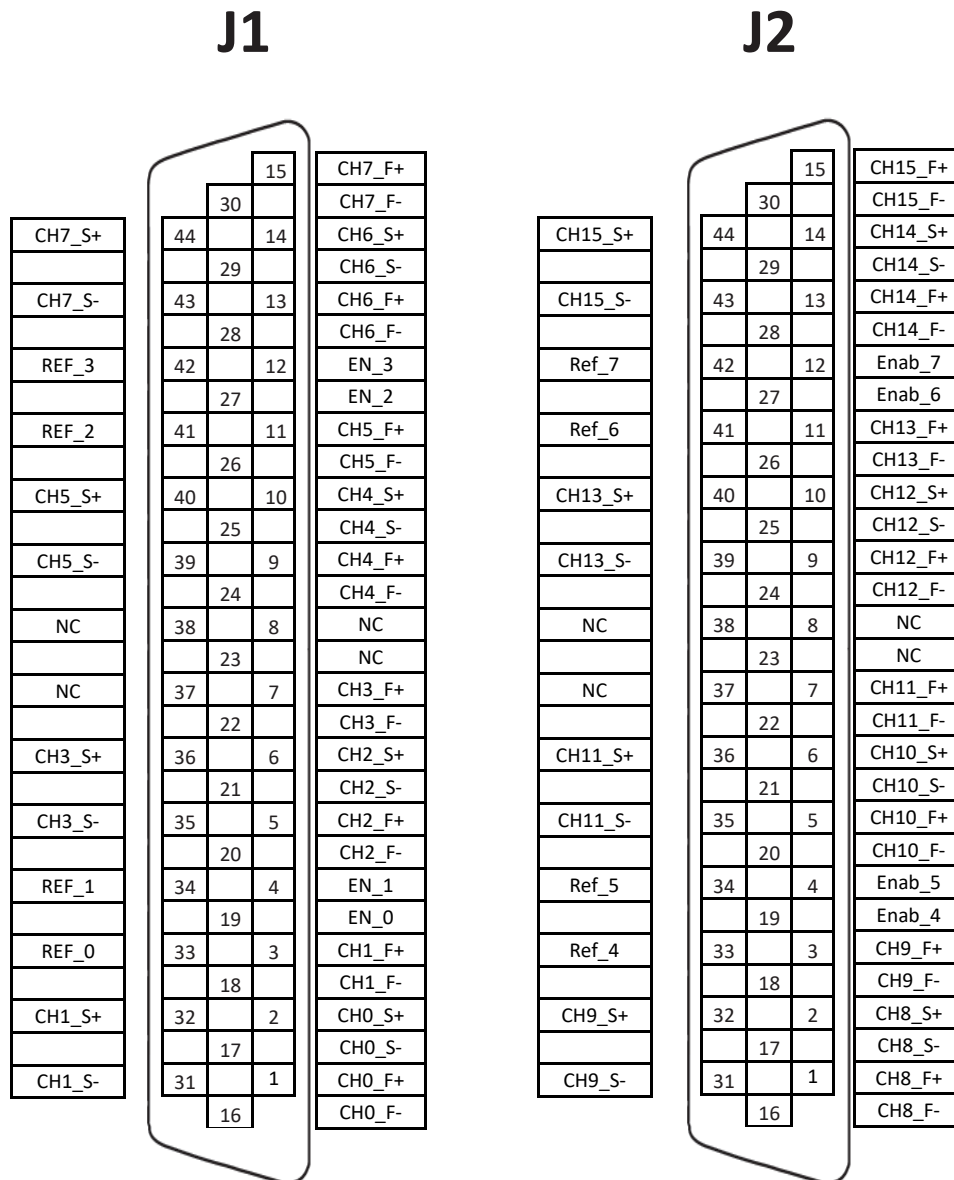 J1 J2
15 CH7_F+ 15 CH15_F+
30 CH7_F- 30 CH15_F-
CH7_S+ 44 14 CH6_S+ CH15_S+ 44 14 CH14_S+
29 CH6_S- 29 CH14_S-
CH7_S- 43 13 CH6_F+ CH15_S- 43 13 CH14_F+
28 CH6_F- 28 CH14_F-
REF_3 42 12 EN_3 Ref_7 42 12 Enab_7
27 EN_2 27 Enab_6
REF_2 41 11 CH5_F+ Ref_6 41 11 CH13_F+
26 CH5_F- 26 CH13_F-
CH5_S+ 40 10 CH4_S+ CH13_S+ 40 10 CH12_S+
25 CH4_S- 25 CH12_S-
CH5_S- 39 9 CH4_F+ CH13_S- 39 9 CH12_F+
24 CH4_F- 24 CH12_F-
NC 38 8 NC NC 38 8 NC
23 NC 23 NC
NC 37 7 CH3_F+ NC 37 7 CH11_F+
22 CH3_F- 22 CH11_F-
CH3_S+ 36 6 CH2_S+ CH11_S+ 36 6 CH10_S+
21 CH2_S- 21 CH10_S-
CH3_S- 35 5 CH2_F+ CH11_S- 35 5 CH10_F+
20 CH2_F- 20 CH10_F-
REF_1 34 4 EN_1 Ref_5 34 4 Enab_5
19 EN_0 19 Enab_4
REF_0 33 3 CH1_F+ Ref_4 33 3 CH9_F+
18 CH1_F- 18 CH9_F-
CH1_S+ 32 2 CH0_S+ CH9_S+ 32 2 CH8_S+
17 CH0_S- 17 CH8_S-
CH1_S- 31 1 CH0_F+ CH9_S- 31 1 CH8_F+
16 CH0_F- 16 CH8_F-